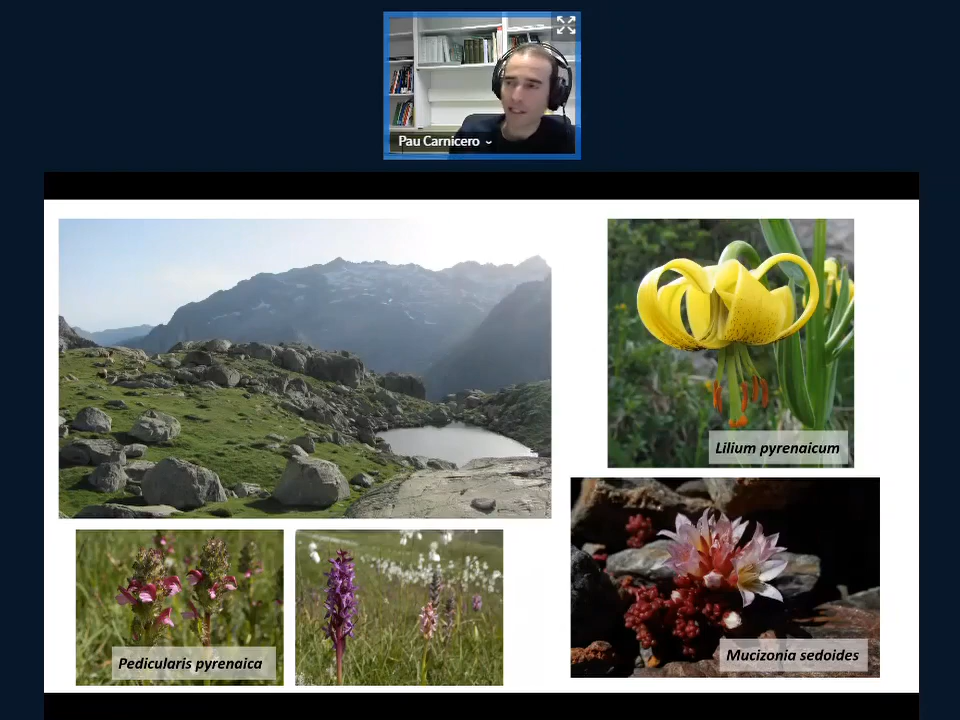 Pau Carnicero
Lilium pyrenaicum
Pedicularis pyrenaica
Mucizonia sedoides